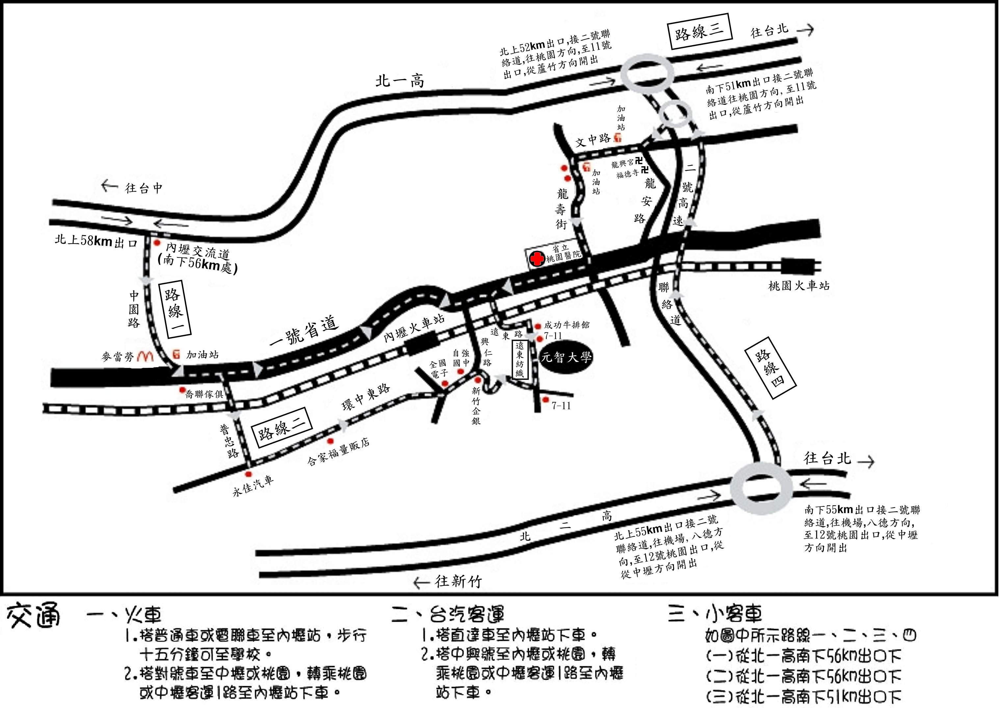 路線三
往台北
北上52km出口,接二號聯
絡道,往桃園方向,至11號
出口,從蘆竹方向開出
北一高
南下51km出口接二號聯
絡道往桃園方向,至11號
出口,從蘆竹方向開出
加油站
文中路
龍興宮卍
福德寺卍
加油站
龍壽街
龍安路
二號高速
聯絡道
往台中
北上58km出口
內壢交流道
(南下56km處)
省立
桃園醫院
桃園火車站
中園路
路線一
一號省道
內壢火車站
麥當勞
加油站
喬聯傢俱
遠東路
成功牛排館
7-11
興仁路
自強
國中
全國
電子
遠東紡織
元智大學
路線四
環中東路
新竹企銀
7-11
普忠路
路線二
合家福量販店
永佳汽車
往台北
北二高
北上55km出口接二號
聯絡道,往機場,八德方
向,至12號桃園出口,從
從中壢方向開出
南下55km出口接二號聯
絡道,往機場,八德方向,
至12號桃園出口,從中壢
方向開出
往新竹
交通
一、火車
1.搭普通車或電聯車至內壢站，步行
十五分鐘可至學校。
2.搭對號車至中壢或桃園，轉乘桃園
或中壢客運1路至內壢站下車。
二、台汽客運
1.搭直達車至內壢站下車。
2.搭中興號至內壢或桃園，轉
乘桃園或中壢客運1路至內壢
站下車。
三、小客車
如圖中所示路線一、二、三、四
(一)從北一高南下56km出口下
(二)從北一高南下56km出口下
(三)從北一高南下51km出口下